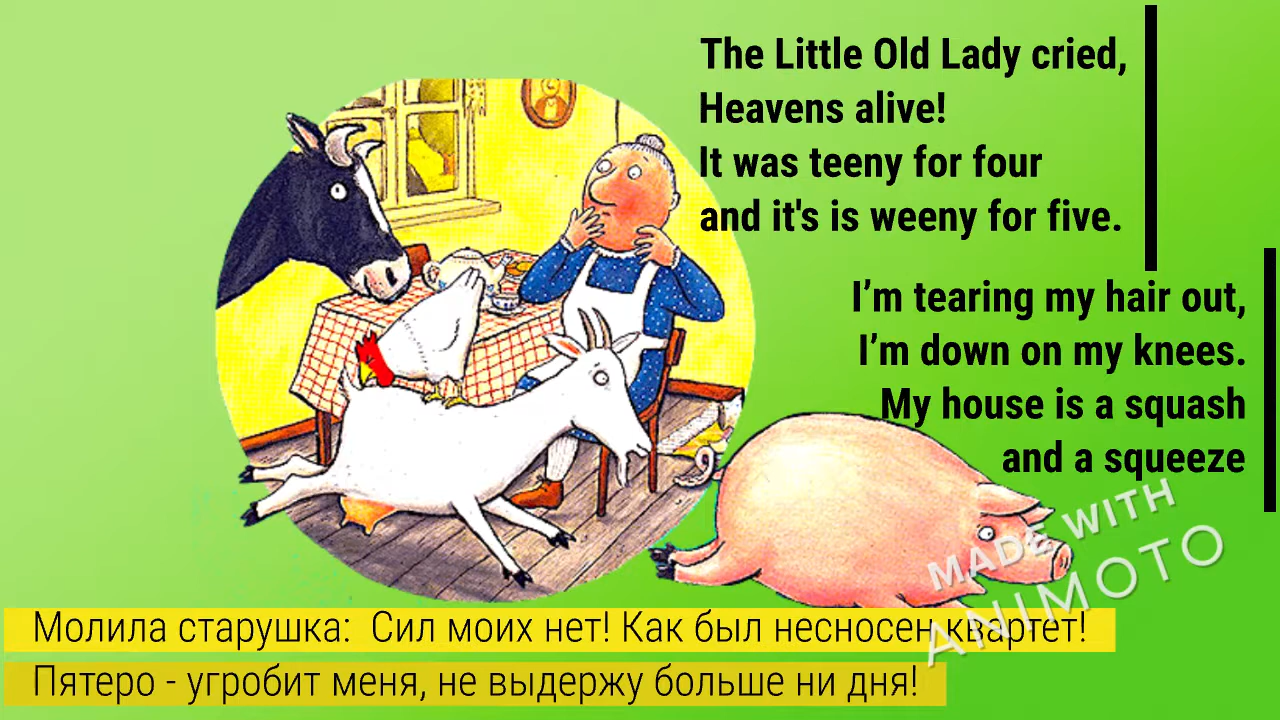 The Little Old Lady cried,
Heavens alive!
It was teeny for four
and it's is weeny for five.
I’m tearing my hair out,
I’m down on my knees.
My house is a squash
and a squeeze
MADE WITH
ANIMOTO
Молила старушка: Сил моих нет! Как был несносен квартет!
Пятеро - угробит меня, не выдержу больше ни дня!